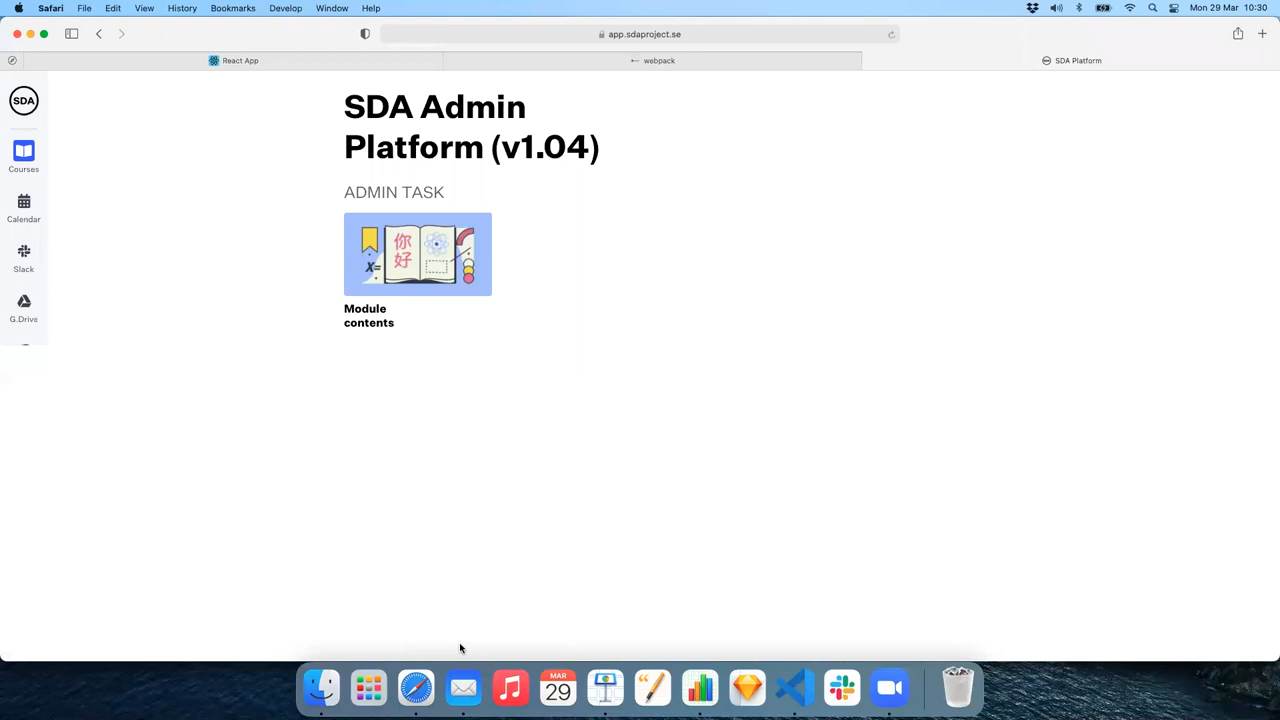 Safari File Edit View History Bookmarks Develop Window Help Mon 29 Mar 10:30
app.sdaproject.se
React App webpack SDA Platform
SDA
Courses
Calendar
Slack
G.Drive
SDA Admin
Platform (v1.04)
ADMIN TASK
你
好
X=
Module
contents
MAR
29